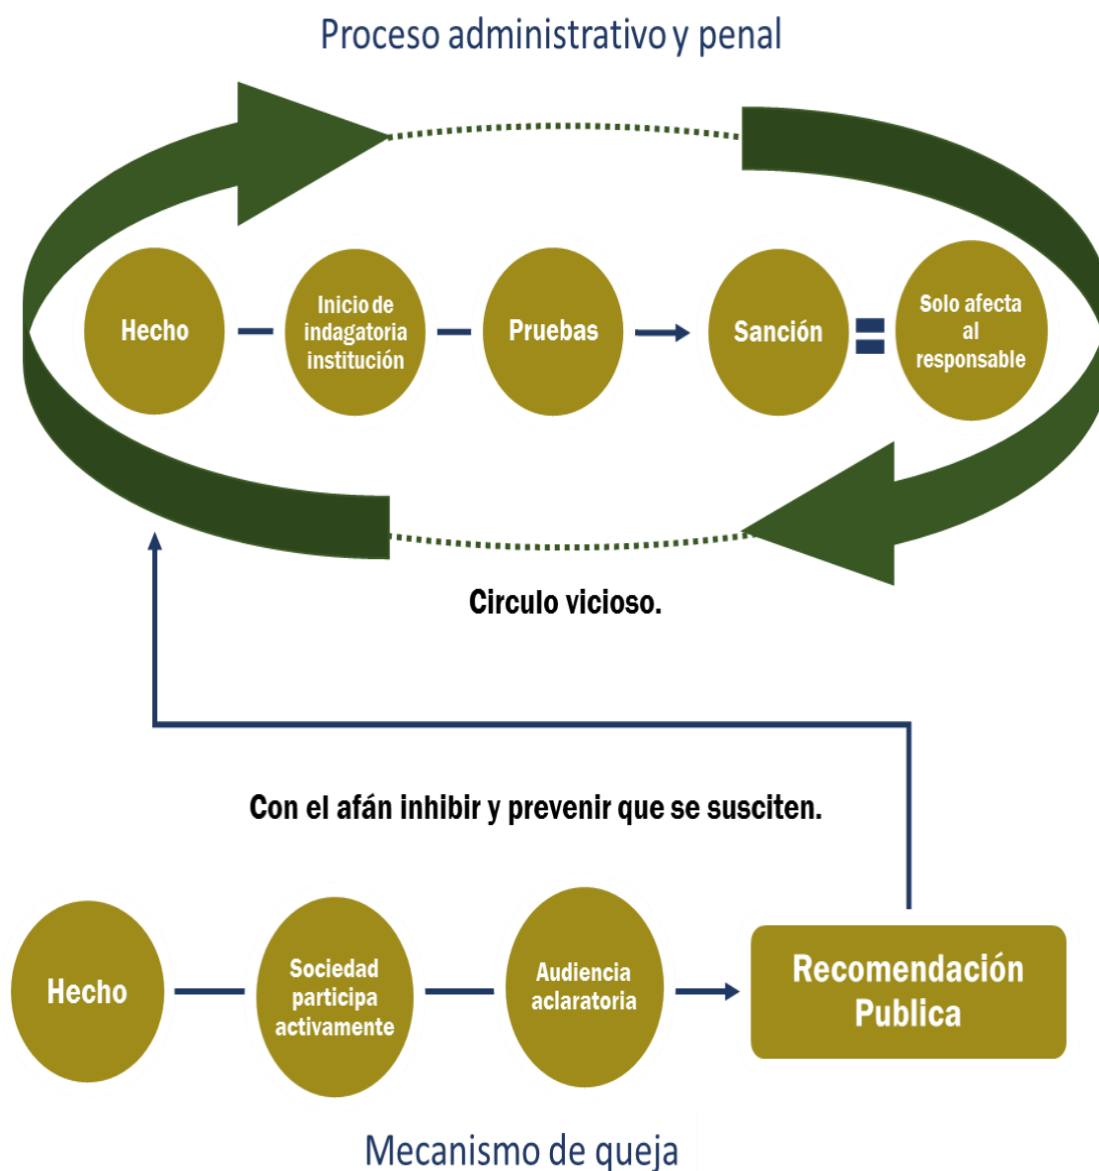 Proceso administrativo y penal
Hecho
Inicio de
indagatoria
institución
Pruebas
Sanción
Solo afecta
al
responsable
Circulo vicioso.
Con el afán inhibir y prevenir que se susciten.
Hecho
Sociedad
participa
activamente
Audiencia
aclaratoria
Recomendación
Publica
Mecanismo de queja